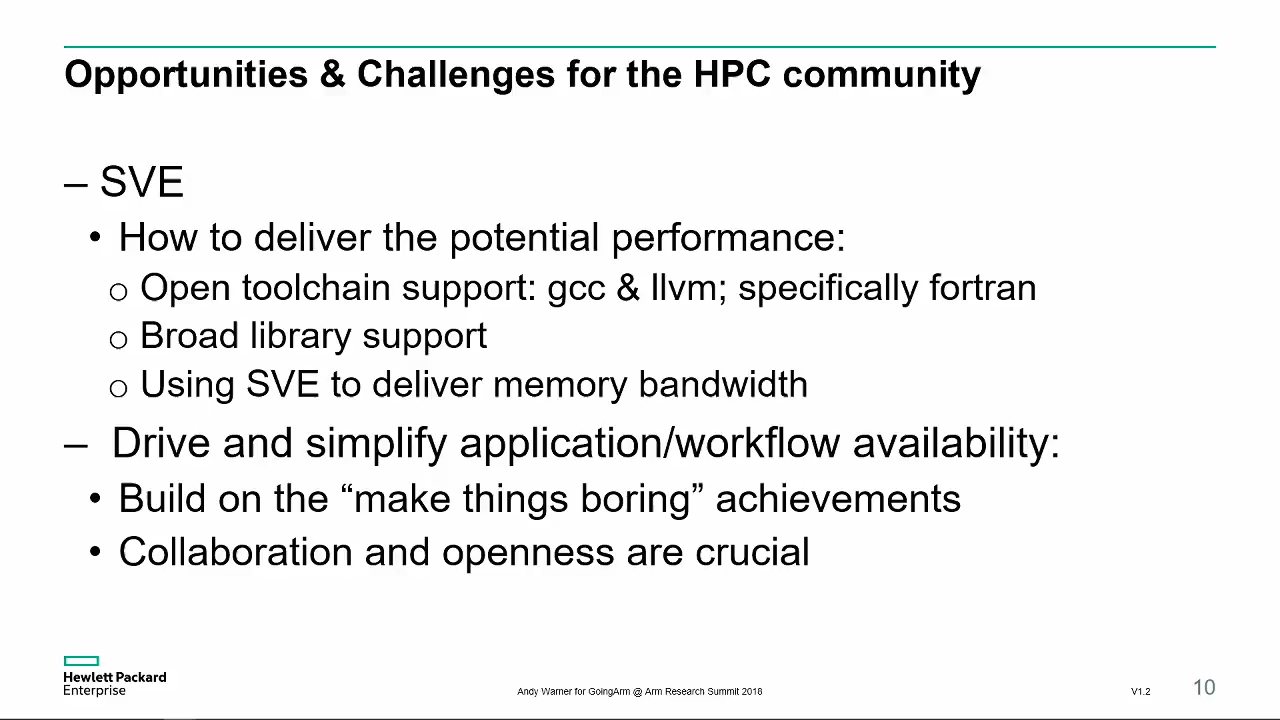 Opportunities & Challenges for the HPC community
– SVE
• How to deliver the potential performance:
o Open toolchain support: gcc & llvm; specifically fortran
o Broad library support
o Using SVE to deliver memory bandwidth
– Drive and simplify application/workflow availability:
• Build on the “make things boring” achievements
• Collaboration and openness are crucial
Hewlett Packard
Enterprise
Andy Warner for GoingArm @ Arm Research Summit 2018
V1.2
10